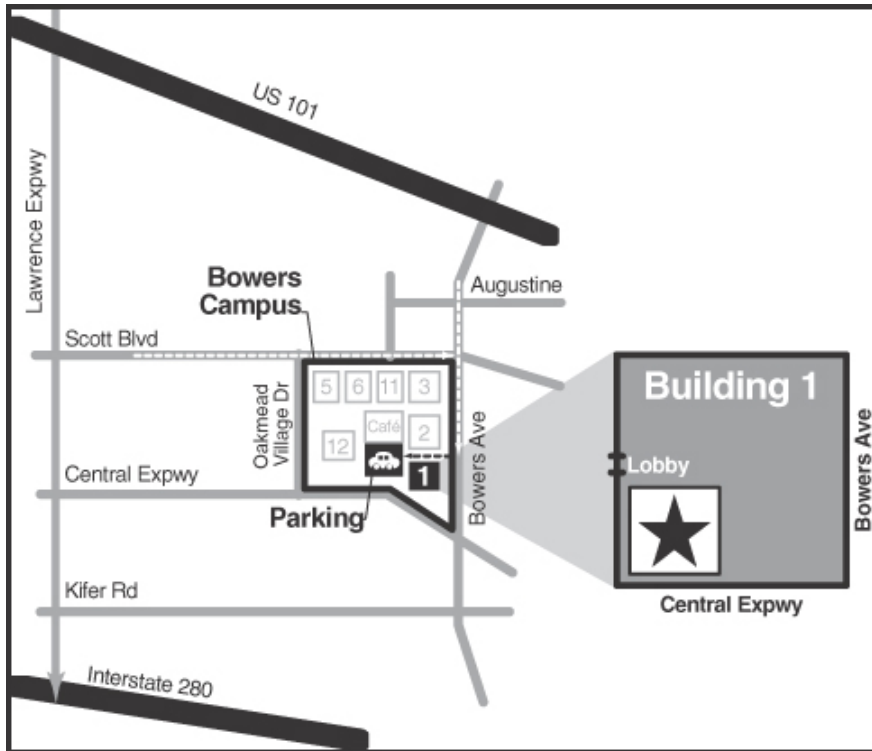 US 101
Lawrence Expwy
Bowers
Campus
Augustine
Scott Blvd
5 6 11 3
Building 1
Oakmead
Village Dr
Café
2
12
Lobby
Bowers Ave
Bowers Ave
1
Central Expwy
Parking
Kifer Rd
Central Expwy
Interstate 280